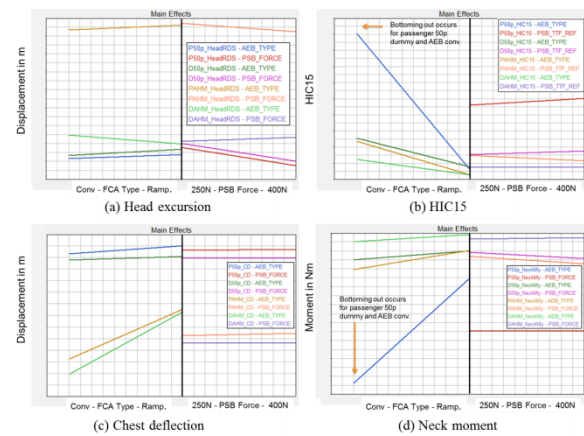 Main Effects
Displacement in m
P50p_HeadRDS - AEB_TYPE
P50p_HeadRDS - PSB_FORCE
D50p_HeadRDS - AEB_TYPE
D50p_HeadRDS - PSB_FORCE
PAHM_HeadRDS - AEB_TYPE
PAHM_HeadRDS - PSB_FORCE
DAHM_HeadRDS - AEB_TYPE
DAHM_HeadRDS - PSB_FORCE
Conv - FCA Type - Ramp.
250N - PSB Force - 400N
(a) Head excursion
Main Effects
HIC15
Bottoming out occurs
for passenger 50p
dummy and AEB conv.
P50p_HIC15 - AEB_TYPE
P50p_HIC15 - PSB_TTF_REF
D50p_HIC15 - AEB_TYPE
D50p_HIC15 - PSB_TTF_REF
PAHM_HIC15 - AEB_TYPE
PAHM_HIC15 - PSB_TTF_REF
DAHM_HIC15 - AEB_TYPE
DAHM_HIC15 - PSB_TTF_REF
Conv - FCA Type - Ramp.
250N - PSB Force - 400N
(b) HIC15
Main Effects
Displacement in m
P50p_CD - AEB_TYPE
P50p_CD - PSB_FORCE
D50p_CD - AEB_TYPE
D50p_CD - PSB_FORCE
PAHM_CD - AEB_TYPE
PAHM_CD - PSB_FORCE
DAHM_CD - AEB_TYPE
DAHM_CD - PSB_FORCE
Conv - FCA Type - Ramp.
250N - PSB Force - 400N
(c) Chest deflection
Main Effects
Moment in Nm
Bottoming out occurs
for passenger 50p
dummy and AEB conv.
P50p_NeckMy - AEB_TYPE
P50p_NeckMy - PSB_FORCE
D50p_NeckMy - AEB_TYPE
D50p_NeckMy - PSB_FORCE
PAHM_NeckMy - AEB_TYPE
PAHM_NeckMy - PSB_FORCE
DAHM_NeckMy - AEB_TYPE
DAHM_NeckMy - PSB_FORCE
Conv - FCA Type - Ramp.
250N - PSB Force - 400N
(d) Neck moment